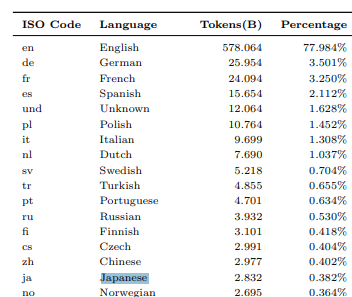 ISO Code Language Tokens(B) Percentage
en English 578.064 77.984%
de German 25.954 3.501%
fr French 24.094 3.250%
es Spanish 15.654 2.112%
und Unknown 12.064 1.628%
pl Polish 10.764 1.452%
it Italian 9.699 1.308%
nl Dutch 7.690 1.037%
sv Swedish 5.218 0.704%
tr Turkish 4.855 0.655%
pt Portuguese 4.701 0.634%
ru Russian 3.932 0.530%
fi Finnish 3.101 0.418%
cs Czech 2.991 0.404%
zh Chinese 2.977 0.402%
ja Japanese 2.832 0.382%
no Norwegian 2.695 0.364%